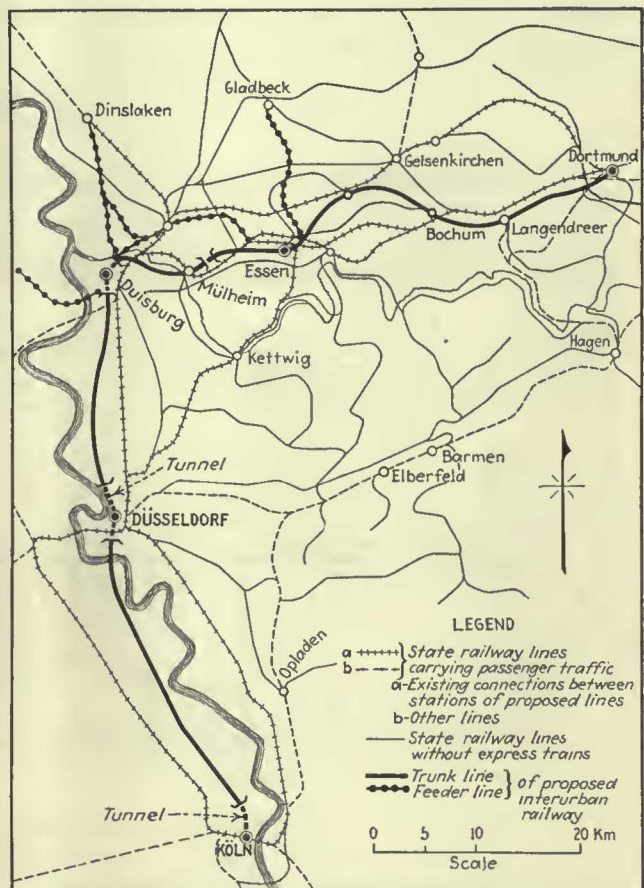 Dinslaken
Gladbeck
Gelsenkirchen
Dortmund
Bochum
Langendreer
Essen
Duisburg
Mülheim
Kettwig
Hagen
Barmen
Elberfeld
Tunnel
DÜSSELDORF
Opladen
Tunnel
KÖLN
LEGEND
a State railway lines
b carrying passenger traffic
a-Existing connections between
stations of proposed lines
b-Other lines
State railway lines
without express trains
Trunk line
Feeder line
of proposed
interurban
railway
0 5 10 20 Km
Scale